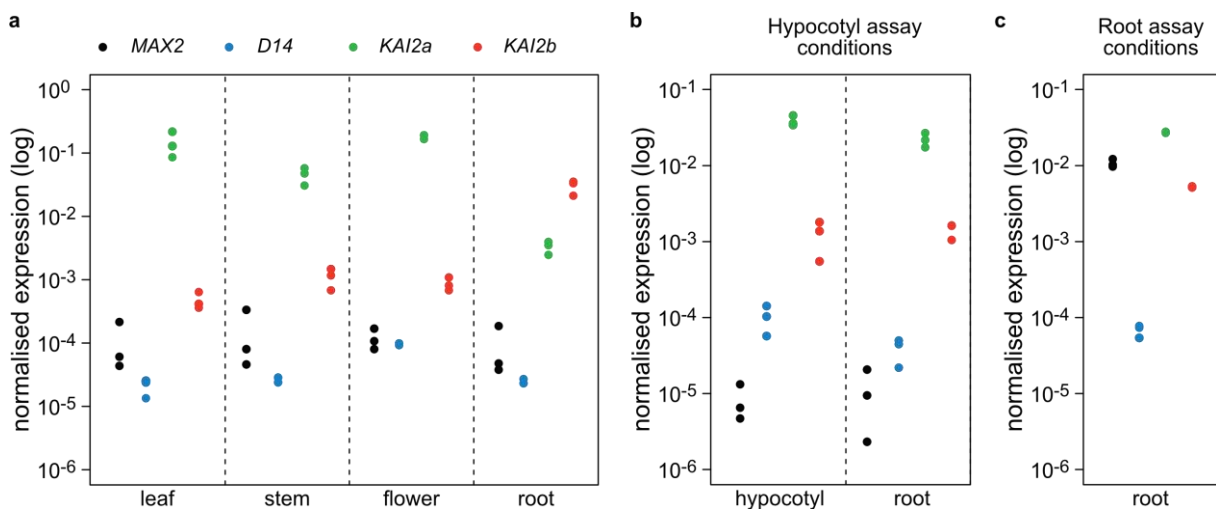 a
MAX2 D14 KAI2a KAI2b
normalised expression (log)
10⁰
10⁻¹
10⁻²
10⁻³
10⁻⁴
10⁻⁵
10⁻⁶
leaf stem flower root
b
Hypocotyl assay
conditions
normalised expression (log)
10⁻¹
10⁻²
10⁻³
10⁻⁴
10⁻⁵
10⁻⁶
hypocotyl root
c
Root assay
conditions
normalised expression (log)
10⁻¹
10⁻²
10⁻³
10⁻⁴
10⁻⁵
10⁻⁶
root